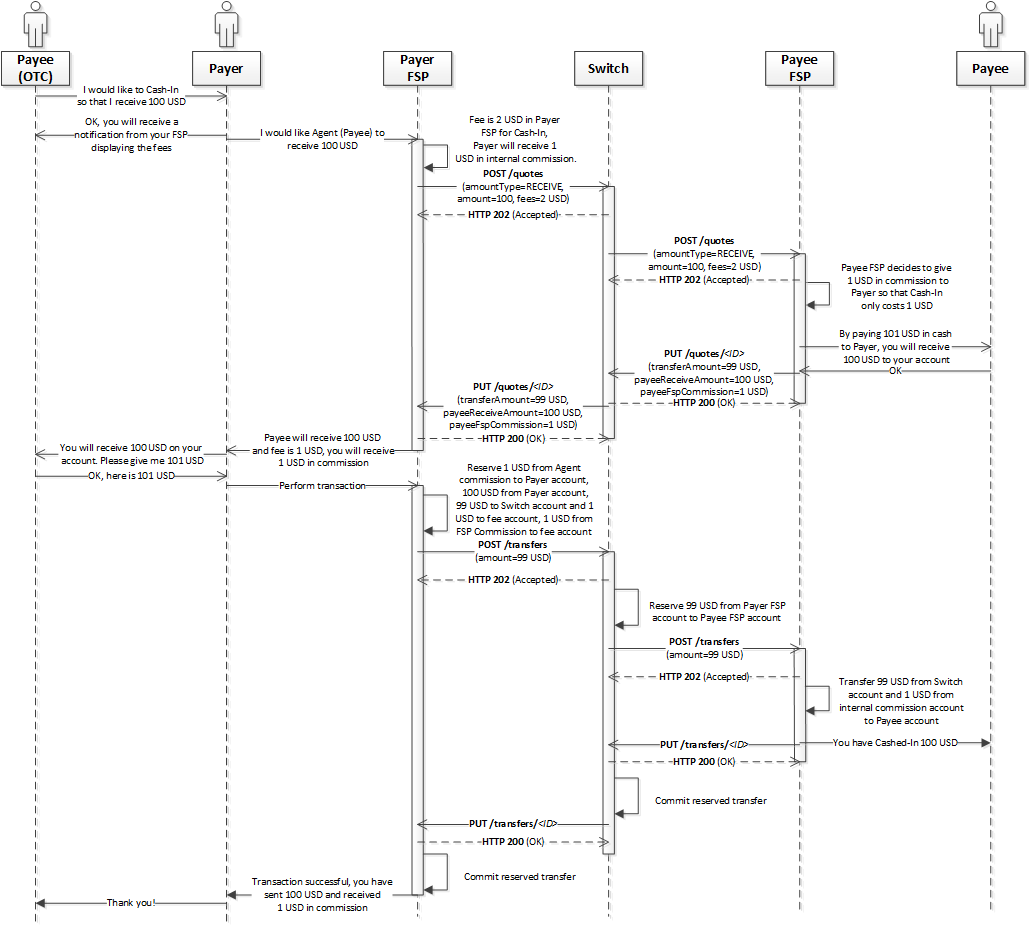 Payee
(OTC)
Payer
Payer
FSP
Switch
Payee
FSP
Payee
I would like to Cash-In
so that I receive 100 USD
OK, you will receive a
notification from your FSP
displaying the fees
I would like Agent (Payee) to
receive 100 USD
Fee is 2 USD in Payer
FSP for Cash-In,
Payer will receive 1
USD in internal commission.
POST /quotes
(amountType=RECEIVE,
amount=100, fees=2 USD)
HTTP 202 (Accepted)
POST /quotes
(amountType=RECEIVE,
amount=100, fees=2 USD)
HTTP 202 (Accepted)
Payee FSP decides to give
1 USD in commission to
Payer so that Cash-In
only costs 1 USD
By paying 101 USD in cash
to Payer, you will receive
100 USD to your account
OK
PUT /quotes/<ID>
(transferAmount=99 USD,
payeeReceiveAmount=100 USD,
payeeFspCommission=1 USD)
HTTP 200 (OK)
PUT /quotes/<ID>
(transferAmount=99 USD,
payeeReceiveAmount=100 USD,
payeeFspCommission=1 USD)
HTTP 200 (OK)
Payee will receive 100 USD
and fee is 1 USD, you will receive
1 USD in commission
You will receive 100 USD on your
account. Please give me 101 USD
OK, here is 101 USD
Perform transaction
Reserve 1 USD from Agent
commission to Payer account,
100 USD from Payer account,
99 USD to Switch account and 1
USD to fee account, 1 USD from
FSP Commission to fee account
POST /transfers
(amount=99 USD)
HTTP 202 (Accepted)
Reserve 99 USD from Payer FSP
account to Payee FSP account
POST /transfers
(amount=99 USD)
HTTP 202 (Accepted)
Transfer 99 USD from Switch
account and 1 USD from
internal commission account
to Payee account
You have Cashed-In 100 USD
PUT /transfers/<ID>
HTTP 200 (OK)
Commit reserved transfer
PUT /transfers/<ID>
HTTP 200 (OK)
Commit reserved transfer
Transaction successful, you have
sent 100 USD and received
1 USD in commission
Thank you!